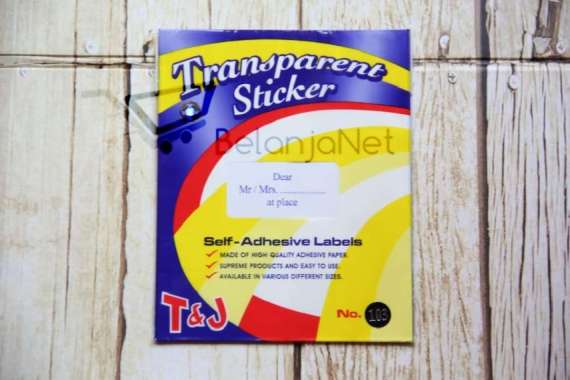 Transparent
Sticker
BelanjaNet
Dear
Mr / Mrs. ....................
at place
Self-Adhesive Labels
✓ MADE OF HIGH QUALITY ADHESIVE PAPER.
✓ SUPREME PRODUCTS AND EASY TO USE.
✓ AVAILABLE IN VARIOUS DIFFERENT SIZES.
T&J
No. 103